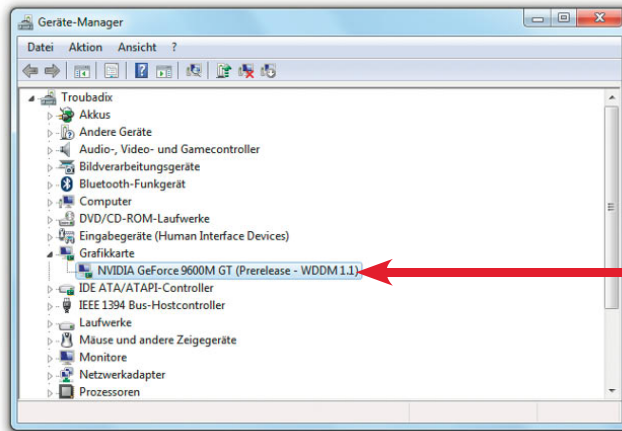 Geräte-Manager
Datei Aktion Ansicht ?
Troubadix
Akkus
Andere Geräte
Audio-, Video- und Gamecontroller
Bildverarbeitungsgeräte
Bluetooth-Funkgerät
Computer
DVD/CD-ROM-Laufwerke
Eingabegeräte (Human Interface Devices)
Grafikkarte
NVIDIA GeForce 9600M GT (Prerelease - WDDM 1.1)
IDE ATA/ATAPI-Controller
IEEE 1394 Bus-Hostcontroller
Laufwerke
Mäuse und andere Zeigegeräte
Monitore
Netzwerkadapter
Prozessoren